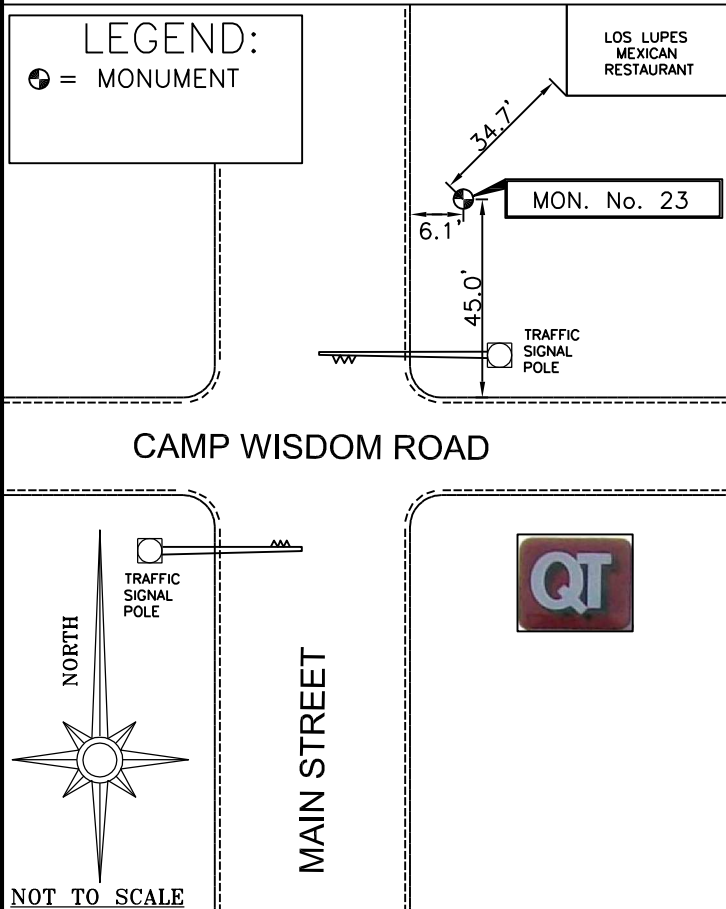 LEGEND:
= MONUMENT
LOS LUPES
MEXICAN
RESTAURANT
34.7'
MON. No. 23
6.1'
45.0'
TRAFFIC
SIGNAL
POLE
CAMP WISDOM ROAD
TRAFFIC
SIGNAL
POLE
QT
NORTH
MAIN STREET
NOT TO SCALE